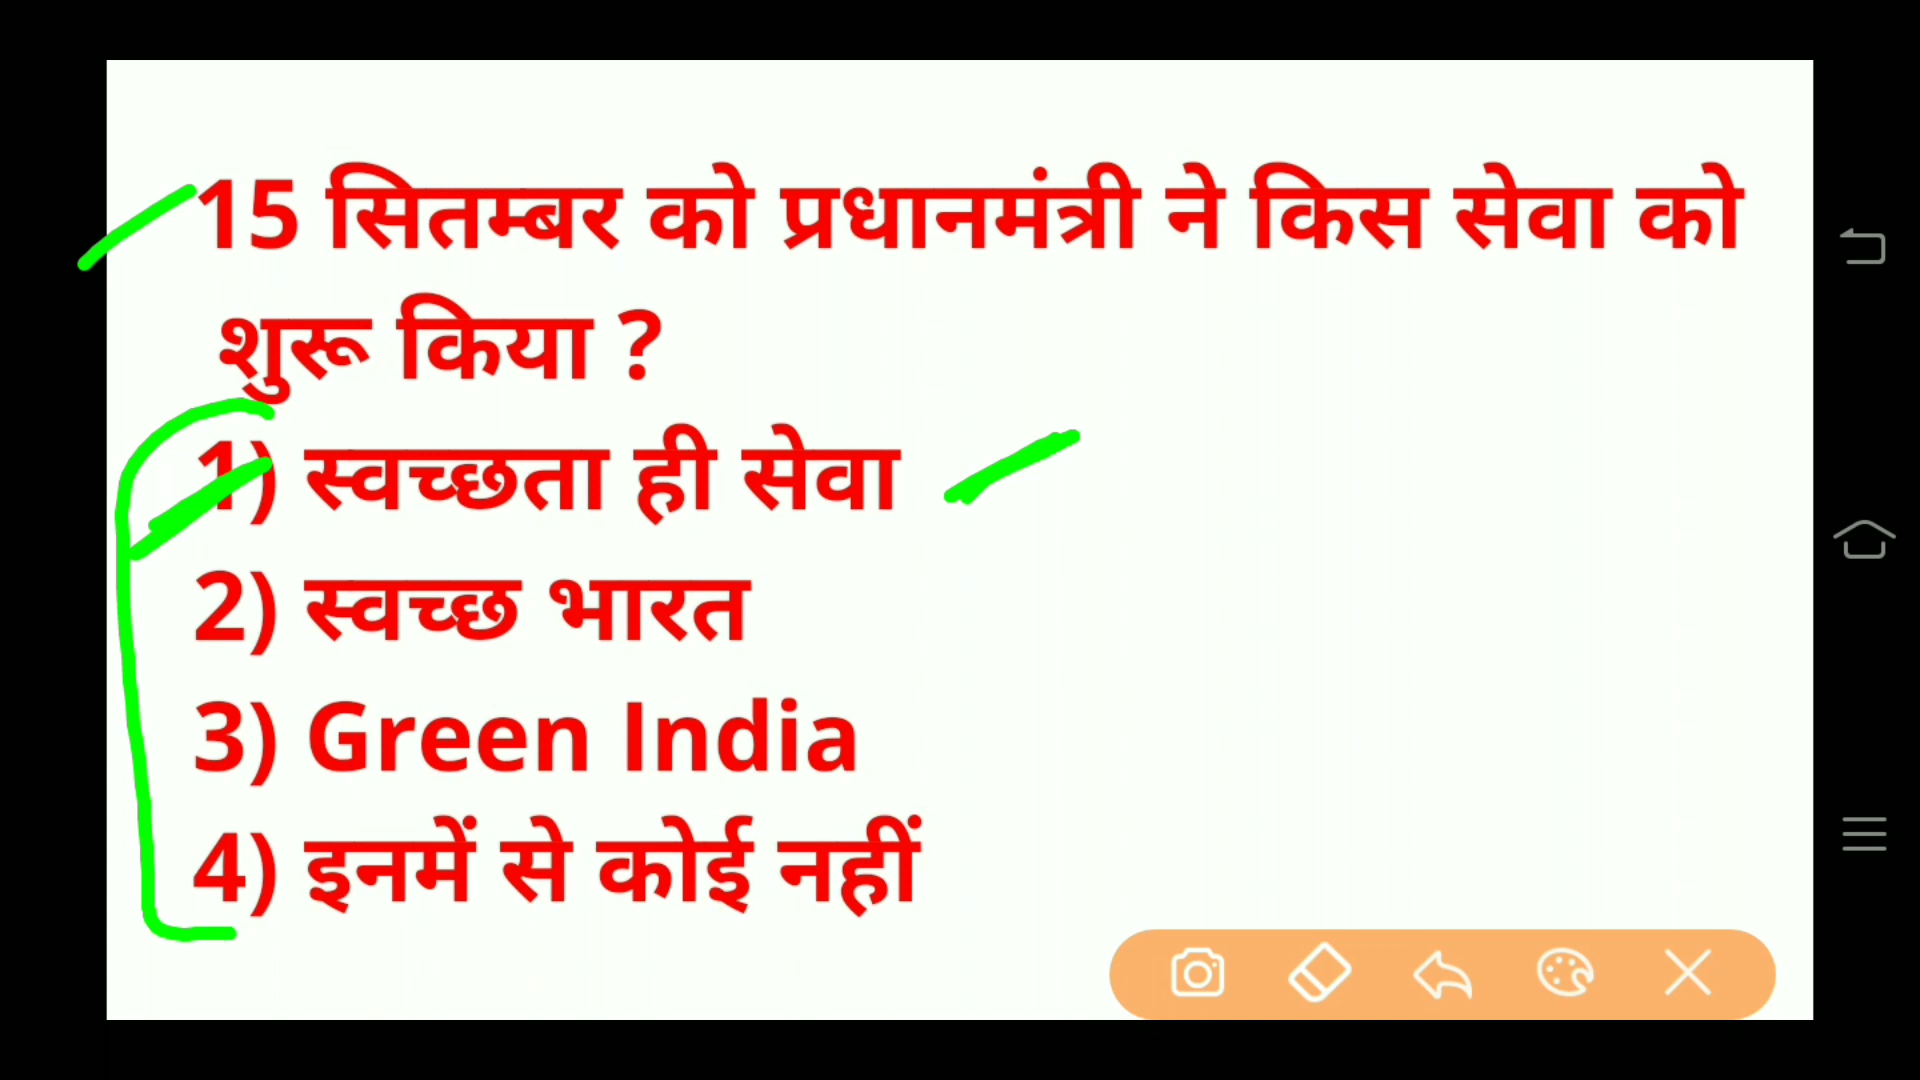 15 सितम्बर को प्रधानमंत्री ने किस सेवा को
शुरू किया ?
1) स्वच्छता ही सेवा
2) स्वच्छ भारत
3) Green India
4) इनमें से कोई नहीं